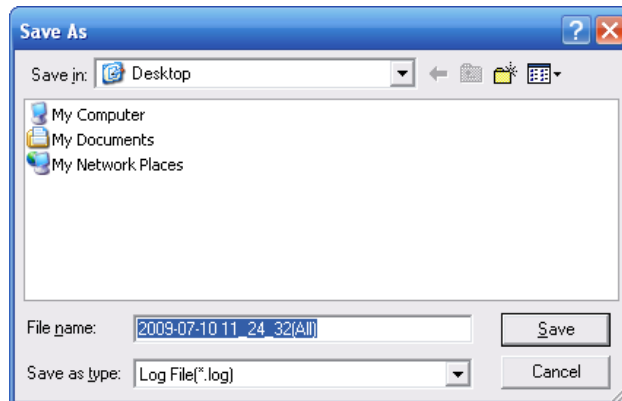 Save As
Save in: Desktop
My Computer
My Documents
My Network Places
File name: 2009-07-10 11_24_32(All) Save
Save as type: Log File(*.log) Cancel